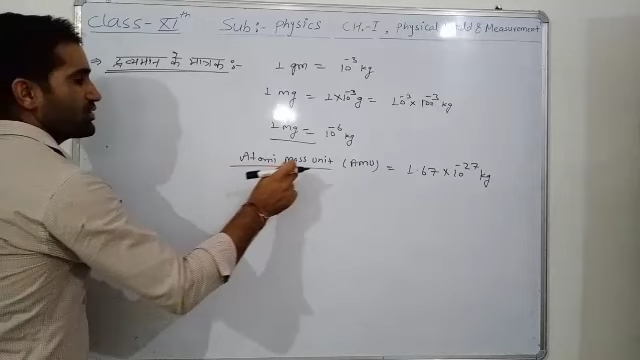 Class-XIth Sub:- Physics CH.-I, Physical World & Measurement
⇒ द्रव्यमान के मात्रक :-
1 gm = 10⁻³ kg
1 mg = 1×10⁻³g = 10⁻³ × 10⁻³ kg
1 mg = 10⁻⁶ kg
Atomi mass unit (AMU) = 1.67 × 10⁻²⁷ kg